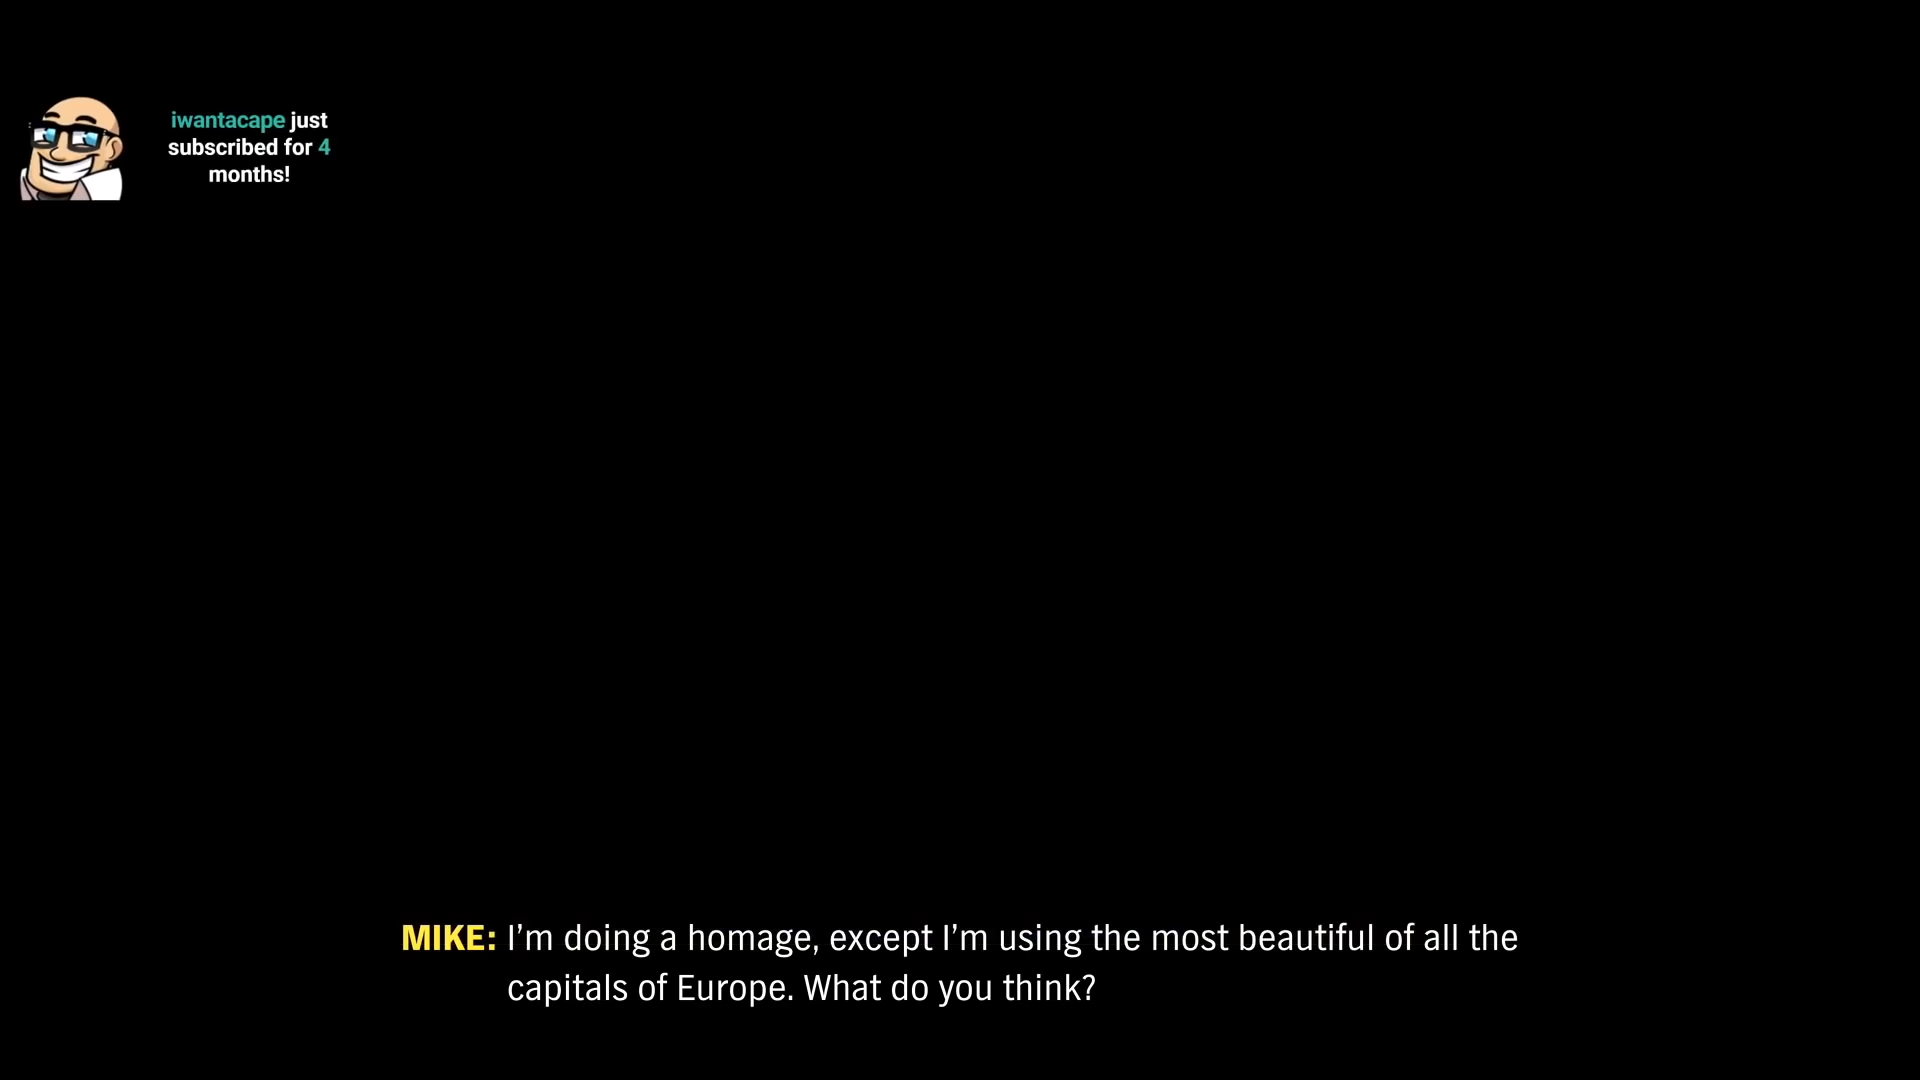 iwantacape just
subscribed for 4
months!
MIKE: I’m doing a homage, except I’m using the most beautiful of all the
capitals of Europe. What do you think?